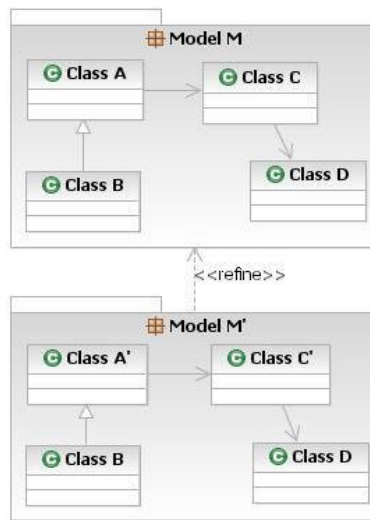 Model M
Class A
Class C
Class B
Class D
<<refine>>
Model M'
Class A'
Class C'
Class B
Class D